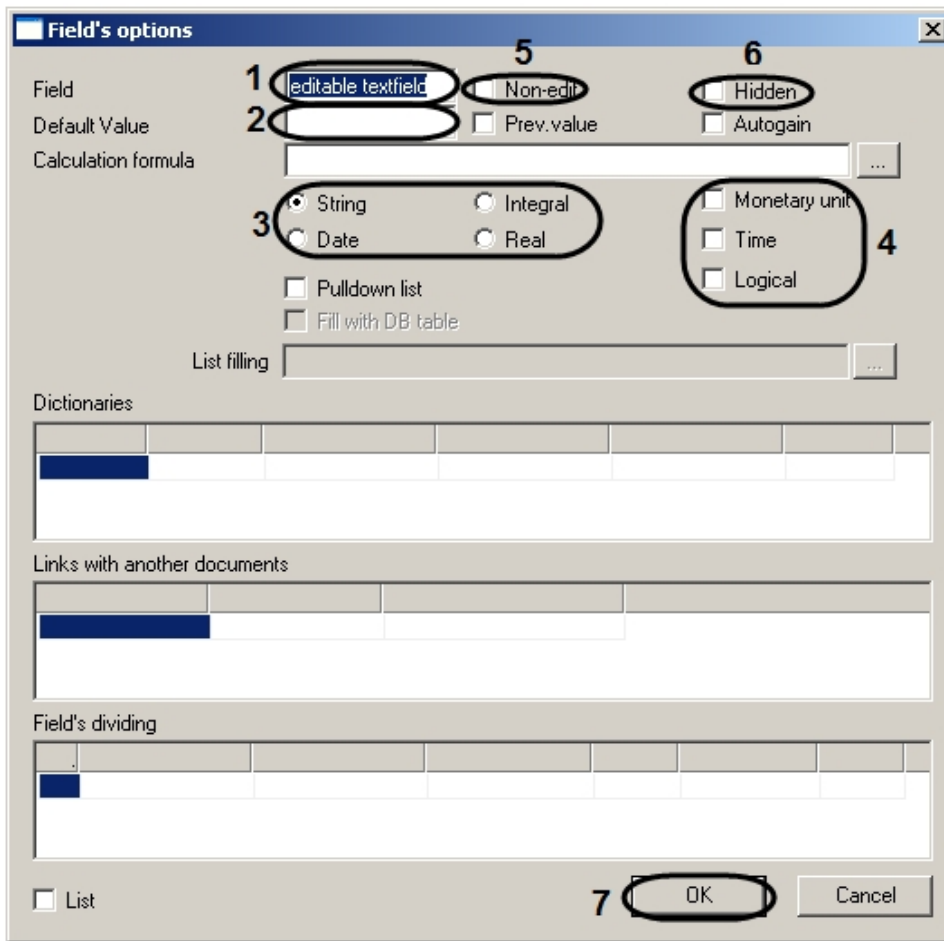 Field's options
5 6
Field 1 editable textfield Non-edit Hidden
Default Value 2 Prev.value Autogain
Calculation formula ...
3 String Integral Monetary unit
Date Real Time 4
Pulldown list Logical
Fill with DB table
List filling ...
Dictionaries
Links with another documents
Field's dividing
.
List 7 OK Cancel